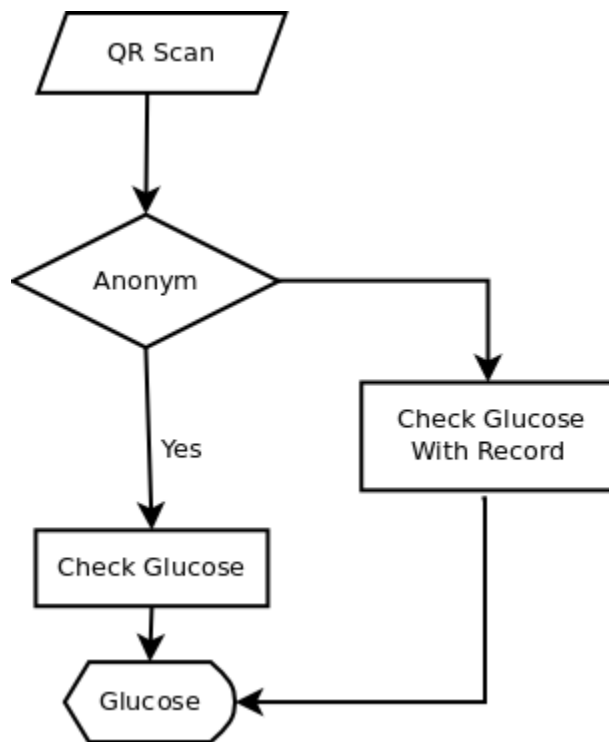 QR Scan
Anonym
Check Glucose
With Record
Yes
Check Glucose
Glucose